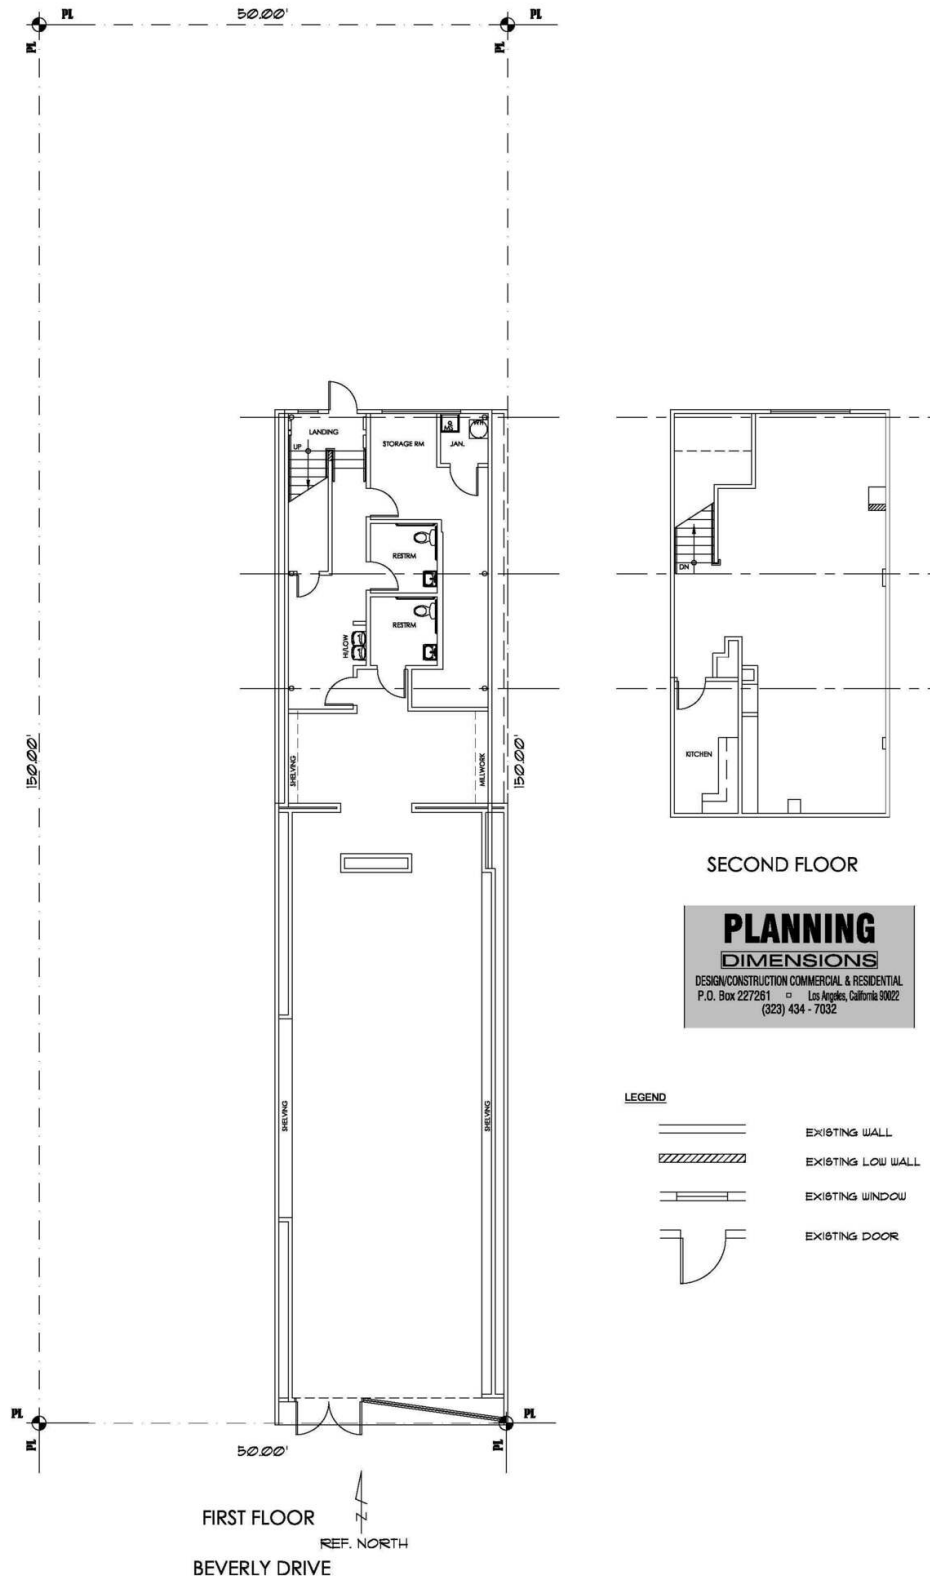 PL 50.00' PL
PL PL
LANDING
UP
STORAGE RM
JAN.
WH
RESTRM
RESTRM
HI/LOW
SHELVING
MILLWORK
150.00'
150.00'
SHELVING
SHELVING
PL PL
PL PL
50.00'
FIRST FLOOR
N
REF. NORTH
BEVERLY DRIVE
DN
KITCHEN
SECOND FLOOR
PLANNING
DIMENSIONS
DESIGN/CONSTRUCTION COMMERCIAL & RESIDENTIAL
P.O. Box 227261 Los Angeles, California 90022
(323) 434 - 7032
LEGEND
EXISTING WALL
EXISTING LOW WALL
EXISTING WINDOW
EXISTING DOOR